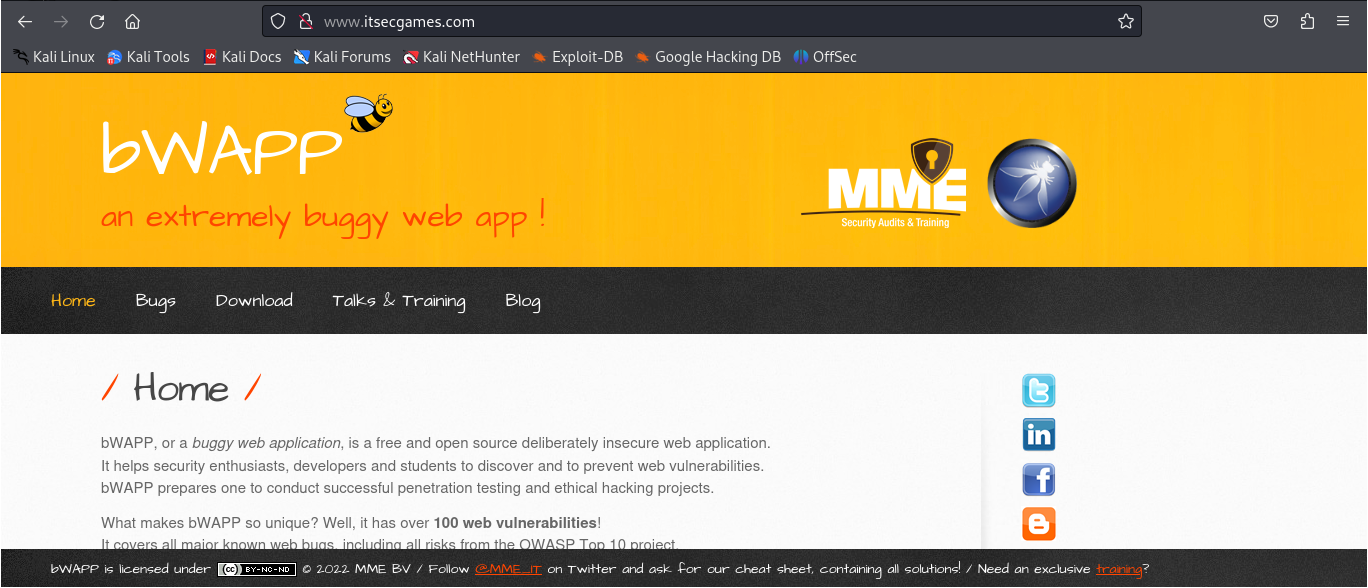 www.itsecgames.com
Kali Linux Kali Tools Kali Docs Kali Forums Kali NetHunter Exploit-DB Google Hacking DB OffSec
bWAPP
an extremely buggy web app !
MME
Security Audits & Training
Home Bugs Download Talks & Training Blog
/ Home /
bWAPP, or a buggy web application, is a free and open source deliberately insecure web application.
It helps security enthusiasts, developers and students to discover and to prevent web vulnerabilities.
bWAPP prepares one to conduct successful penetration testing and ethical hacking projects.
What makes bWAPP so unique? Well, it has over 100 web vulnerabilities!
It covers all major known web bugs, including all risks from the OWASP Top 10 project.
bWAPP is licensed under (cc) BY-NC-ND © 2022 MME BV / Follow @MME_IT on Twitter and ask for our cheat sheet, containing all solutions! / Need an exclusive training?